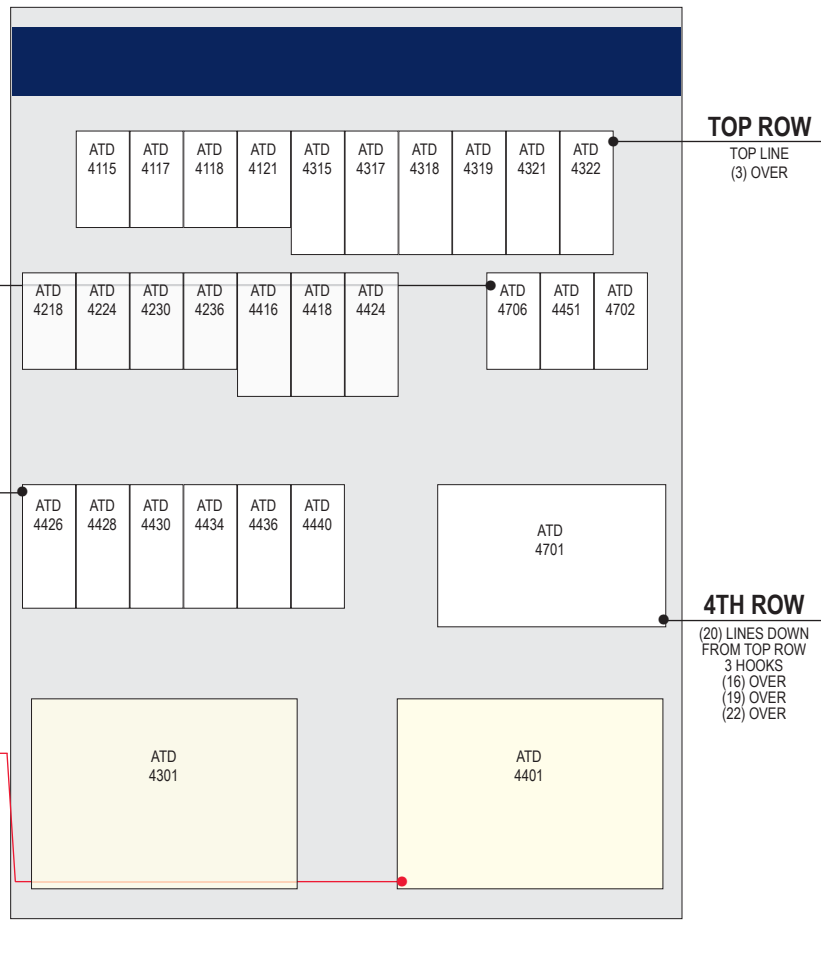 TOP ROW
TOP LINE
(3) OVER
ATD ATD ATD ATD ATD ATD ATD ATD ATD ATD
4115 4117 4118 4121 4315 4317 4318 4319 4321 4322
ATD ATD ATD ATD ATD ATD ATD ATD ATD ATD
4218 4224 4230 4236 4416 4418 4424 4706 4451 4702
ATD ATD ATD ATD ATD ATD
4426 4428 4430 4434 4436 4440
ATD
4701
4TH ROW
(20) LINES DOWN
FROM TOP ROW
3 HOOKS
(16) OVER
(19) OVER
(22) OVER
ATD ATD
4301 4401